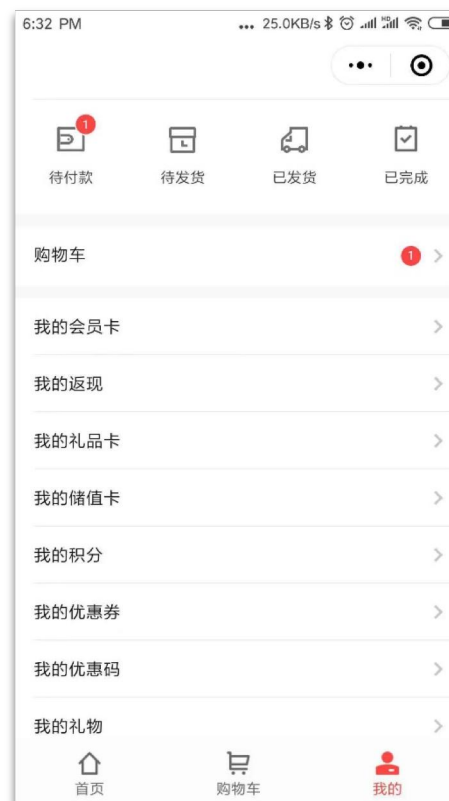 6:32 PM ... 25.0KB/s HD
1
待付款 待发货 已发货 已完成
购物车 1
我的会员卡
我的返现
我的礼品卡
我的储值卡
我的积分
我的优惠券
我的优惠码
我的礼物
首页 购物车 我的